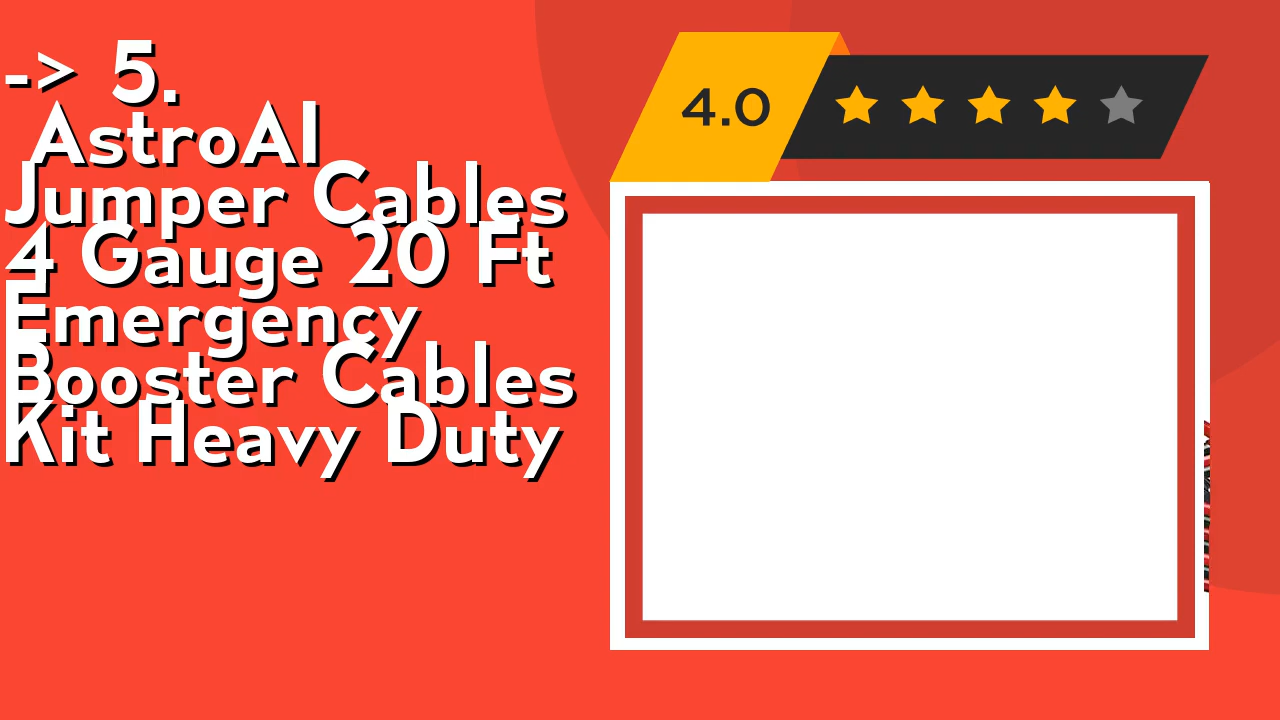 -> 5.
AstroAI
Jumper Cables
4 Gauge 20 Ft
Emergency
Booster Cables
Kit Heavy Duty
4.0